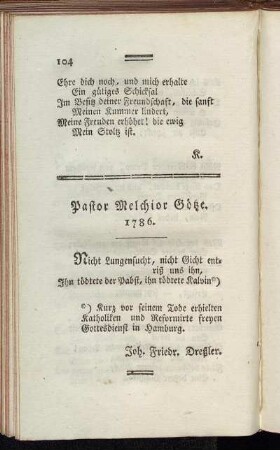 104
Ehre dich noch, und mich erhalte
Ein gütiges Schicksal
Im Besitz deiner Freundschaft, die sanft
Meinen Kummer lindert,
Meine Freuden erhöhet! die ewig
Mein Stoltz ist.
K.
Pastor Melchior Götze.
1786.
Nicht Lungensucht, nicht Gicht ent-
riß uns ihn,
Ihn tödtete der Pabst, ihn tödtete Kalvin*)
*) Kurz vor seinem Tode erhielten
Katholiken und Reformirte freyen
Gottesdienst in Hamburg.
Joh. Friedr. Dreßler.